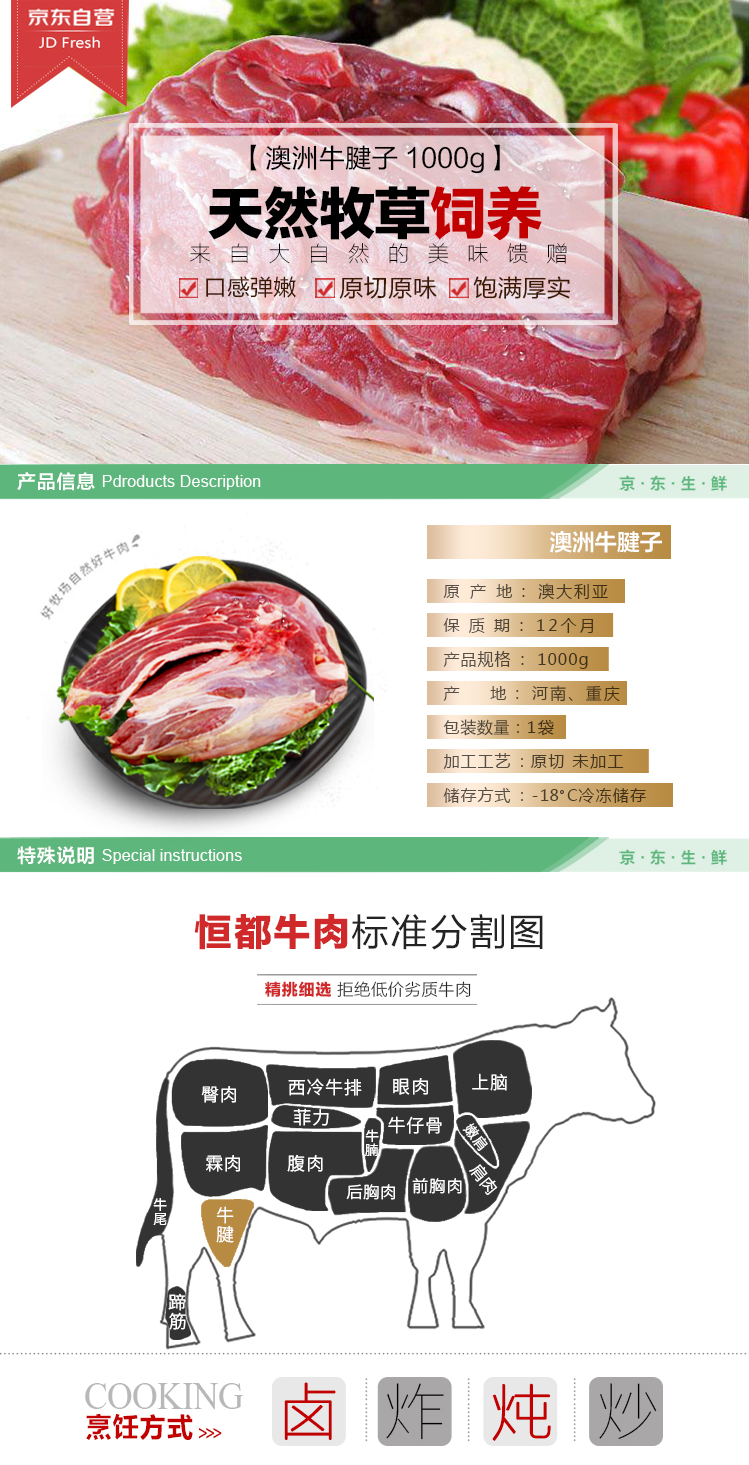 京东自营
JD Fresh
【 澳洲牛腱子 1000g 】
天然牧草饲养
来自大自然的美味馈赠
口感弹嫩 原切原味 饱满厚实
产品信息 Pdroducts Description
京·东·生·鲜
好牧场自然好牛肉
澳洲牛腱子
原产地：澳大利亚
保质期：12个月
产品规格：1000g
产地：河南、重庆
包装数量：1袋
加工工艺：原切 未加工
储存方式：-18°C冷冻储存
特殊说明 Special instructions
京·东·生·鲜
恒都牛肉标准分割图
精挑细选 拒绝低价劣质牛肉
臀肉
西冷牛排
眼肉
上脑
菲力
牛仔骨
嫩肩
牛腩
霖肉
腹肉
后胸肉
前胸肉
肩肉
牛尾
牛腱
蹄筋
COOKING
烹饪方式 >>>
卤 炸 炖 炒